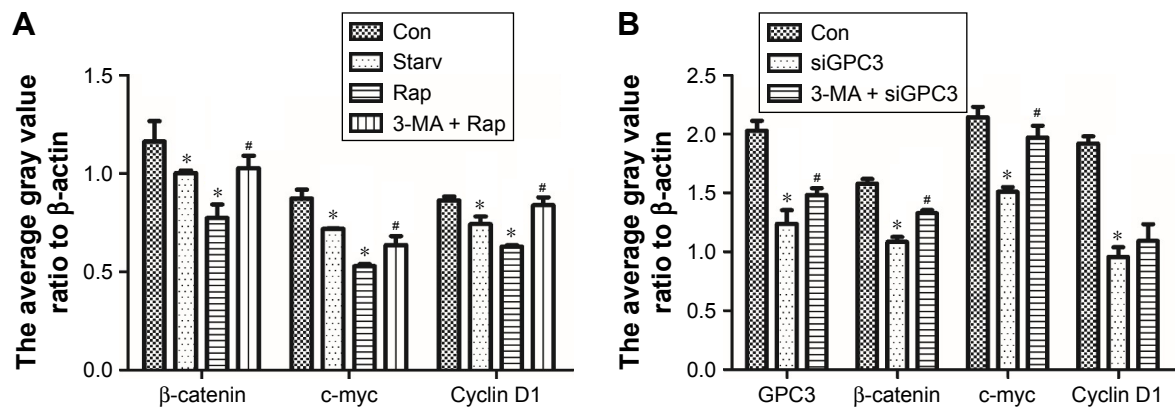 A
Con
Starv
Rap
3-MA + Rap
The average gray value
ratio to β-actin
1.5
1.0
0.5
0.0
*
*
#
*
*
#
*
*
#
β-catenin
c-myc
Cyclin D1
B
Con
siGPC3
3-MA + siGPC3
The average gray value
ratio to β-actin
2.5
2.0
1.5
1.0
0.5
0.0
*
#
*
#
*
#
*
GPC3
β-catenin
c-myc
Cyclin D1